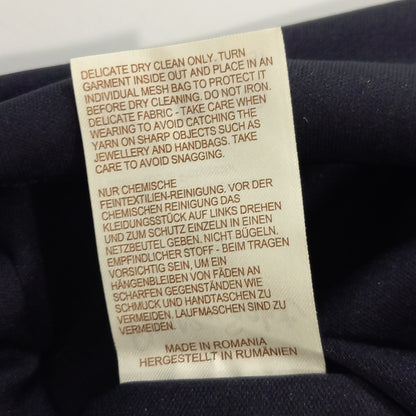 DELICATE DRY CLEAN ONLY. TURN
GARMENT INSIDE OUT AND PLACE IN AN
INDIVIDUAL MESH BAG TO PROTECT IT
BEFORE DRY CLEANING. DO NOT IRON.
DELICATE FABRIC - TAKE CARE WHEN
WEARING TO AVOID CATCHING THE
YARN ON SHARP OBJECTS SUCH AS
JEWELLERY AND HANDBAGS. TAKE
CARE TO AVOID SNAGGING.
NUR CHEMISCHE
FEINTEXTILIEN-REINIGUNG. VOR DER
CHEMISCHEN REINIGUNG DAS
KLEIDUNGSSTÜCK AUF LINKS DREHEN
UND ZUM SCHUTZ EINZELN IN EINEN
NETZBEUTEL GEBEN. NICHT BÜGELN.
EMPFINDLICHER STOFF - BEIM TRAGEN
VORSICHTIG SEIN, UM EIN
HÄNGENBLEIBEN VON FÄDEN AN
SCHARFEN GEGENSTÄNDEN WIE
SCHMUCK UND HANDTASCHEN ZU
VERMEIDEN. LAUFMASCHEN SIND ZU
VERMEIDEN.
MADE IN ROMANIA
HERGESTELLT IN RUMÄNIEN